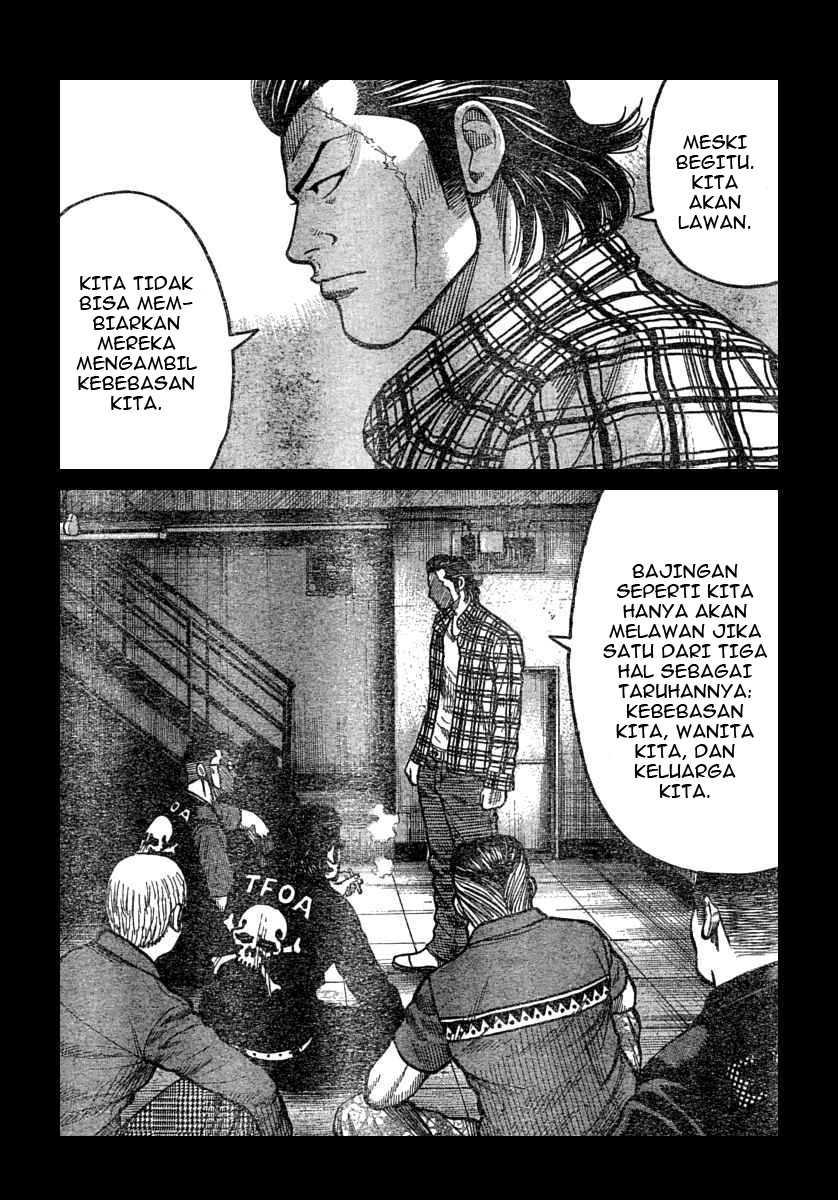 MESKI
BEGITU.
KITA
AKAN
LAWAN.
KITA TIDAK
BISA MEM-
BIARKAN
MEREKA
MENGAMBIL
KEBEBASAN
KITA.
BAJINGAN
SEPERTI KITA
HANYA AKAN
MELAWAN JIKA
SATU DARI TIGA
HAL SEBAGAI
TARUHANNYA:
KEBEBASAN
KITA, WANITA
KITA, DAN
KELUARGA
KITA.
OA
TFOA